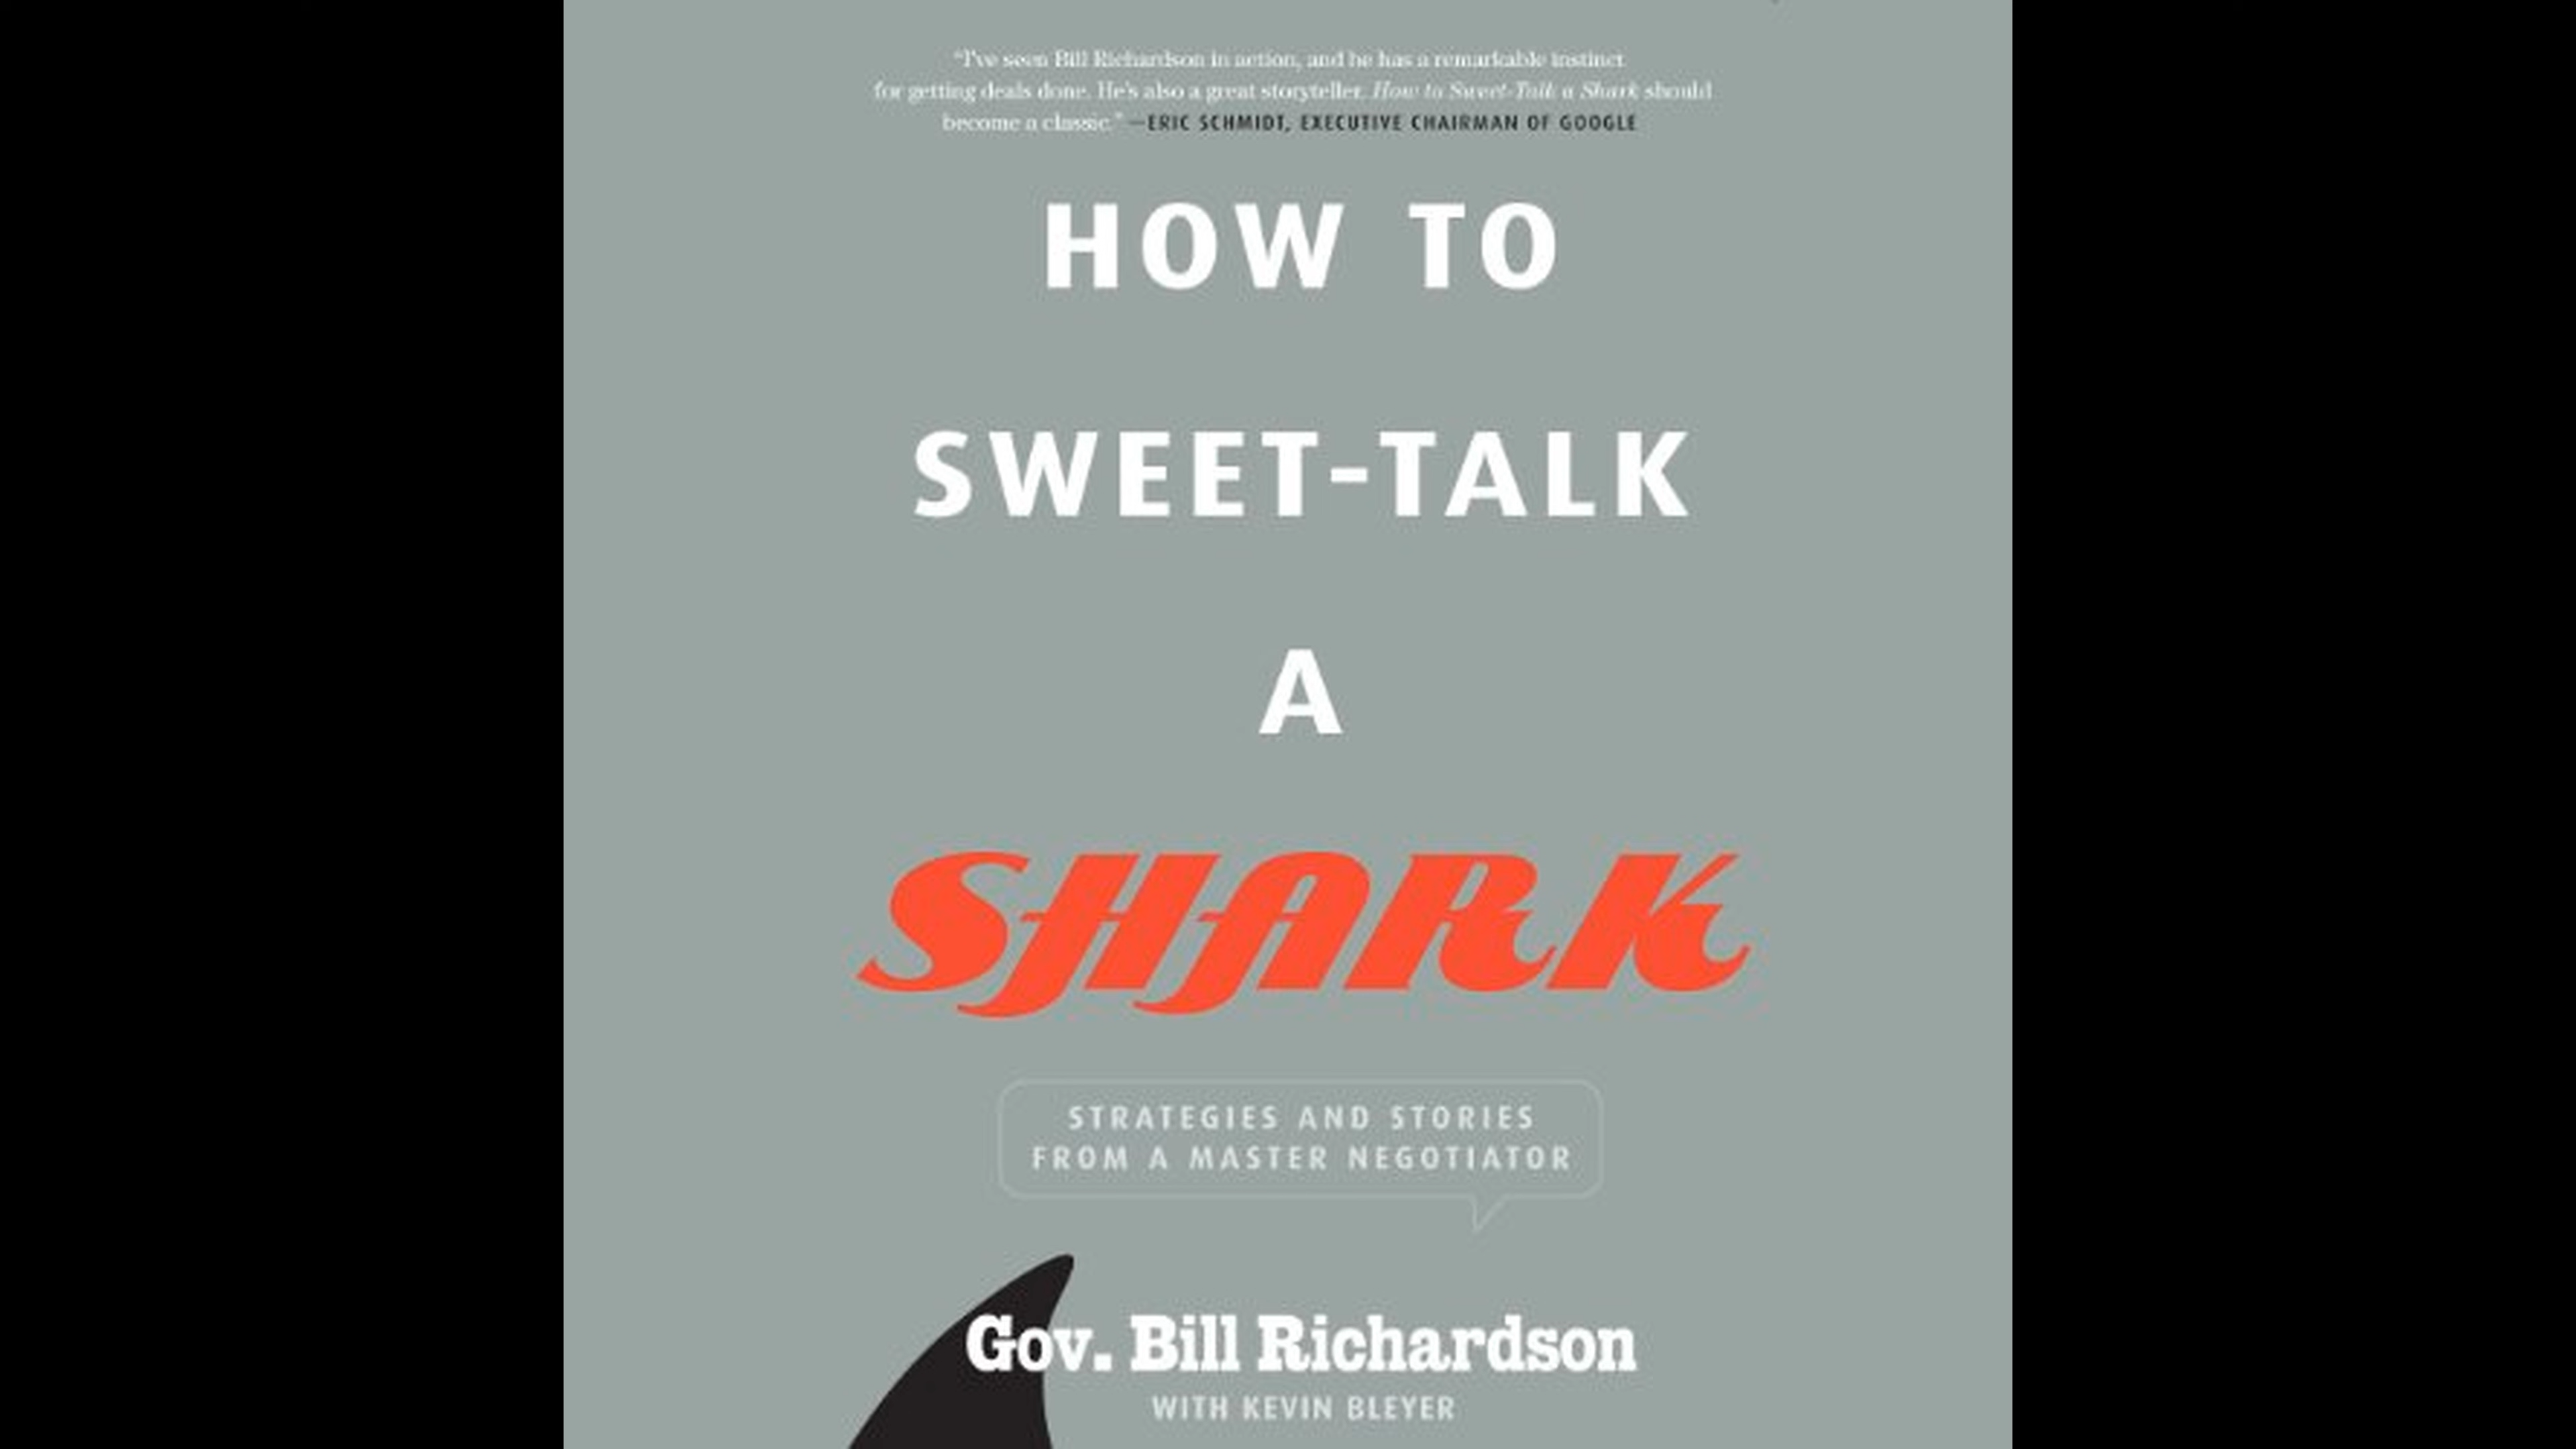 “I've seen Bill Richardson in action, and he has a remarkable instinct
for getting deals done. He's also a great storyteller. How to Sweet-Talk a Shark should
become a classic.” —ERIC SCHMIDT, EXECUTIVE CHAIRMAN OF GOOGLE
HOW TO
SWEET-TALK
A
SHARK
STRATEGIES AND STORIES
FROM A MASTER NEGOTIATOR
Gov. Bill Richardson
WITH KEVIN BLEYER